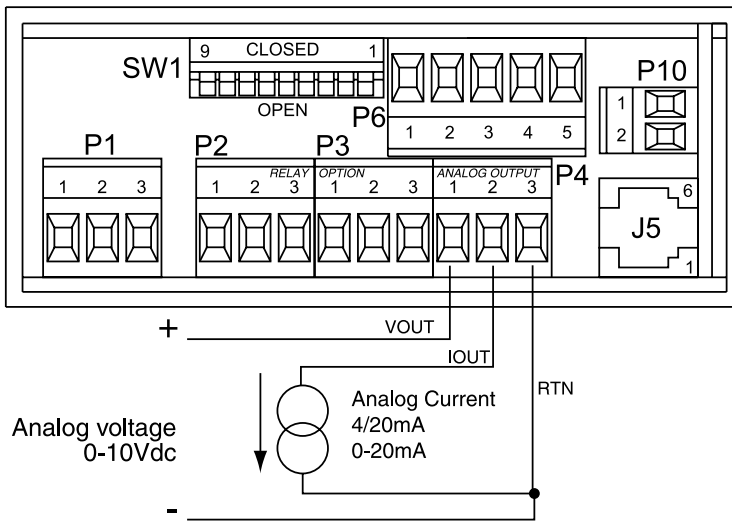 9 CLOSED 1
SW1
OPEN
P10
1
2
P6
1 2 3 4 5
P1
P2
P3
P4
RELAY
OPTION
ANALOG OUTPUT
1 2 3
1 2 3
1 2 3
1 2 3
6
J5
1
+
VOUT
IOUT
RTN
Analog Current
4/20mA
0-20mA
Analog voltage
0-10Vdc
-